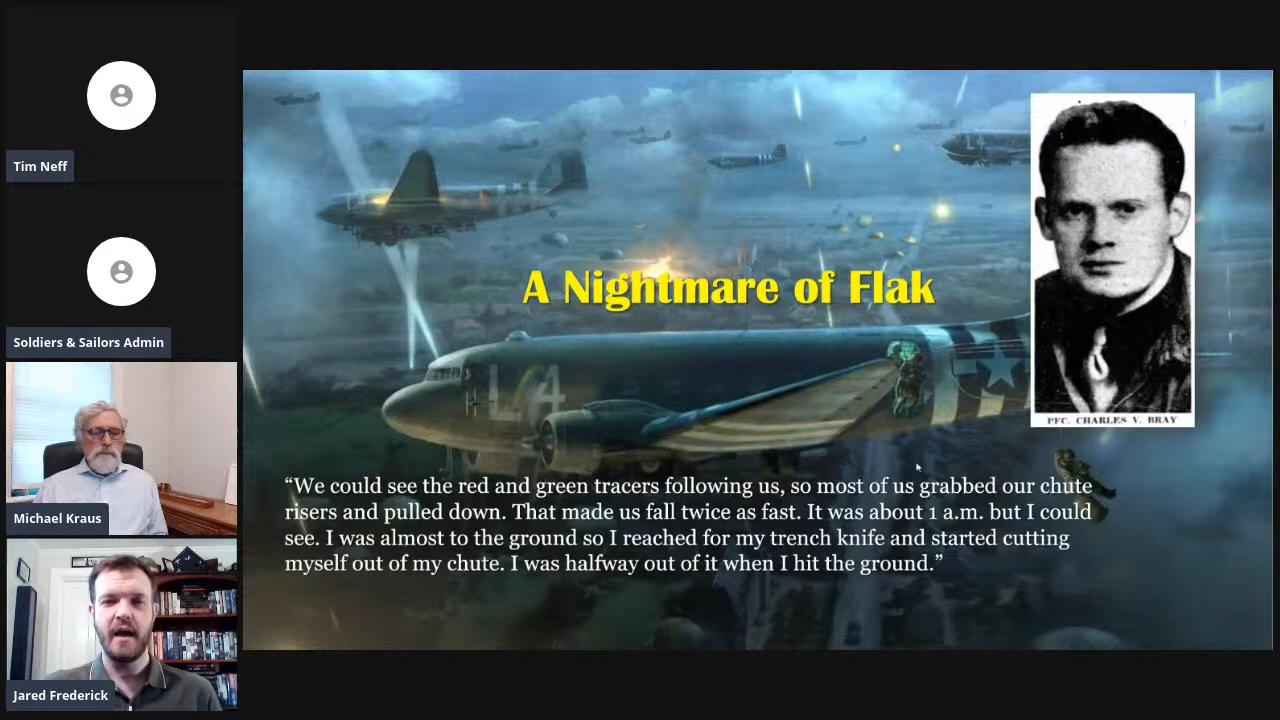 Tim Neff
Soldiers & Sailors Admin
Michael Kraus
Jared Frederick
A Nightmare of Flak
L4
PFC. CHARLES V. BRAY
“We could see the red and green tracers following us, so most of us grabbed our chute
risers and pulled down. That made us fall twice as fast. It was about 1 a.m. but I could
see. I was almost to the ground so I reached for my trench knife and started cutting
myself out of my chute. I was halfway out of it when I hit the ground.”